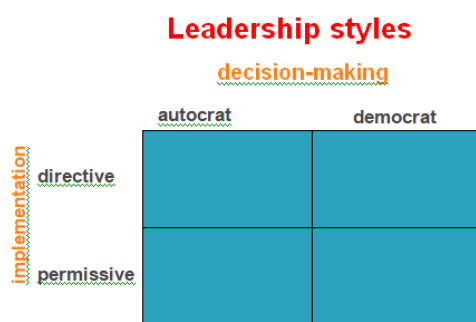 Leadership styles
decision-making
autocrat democrat
implementation
directive
permissive